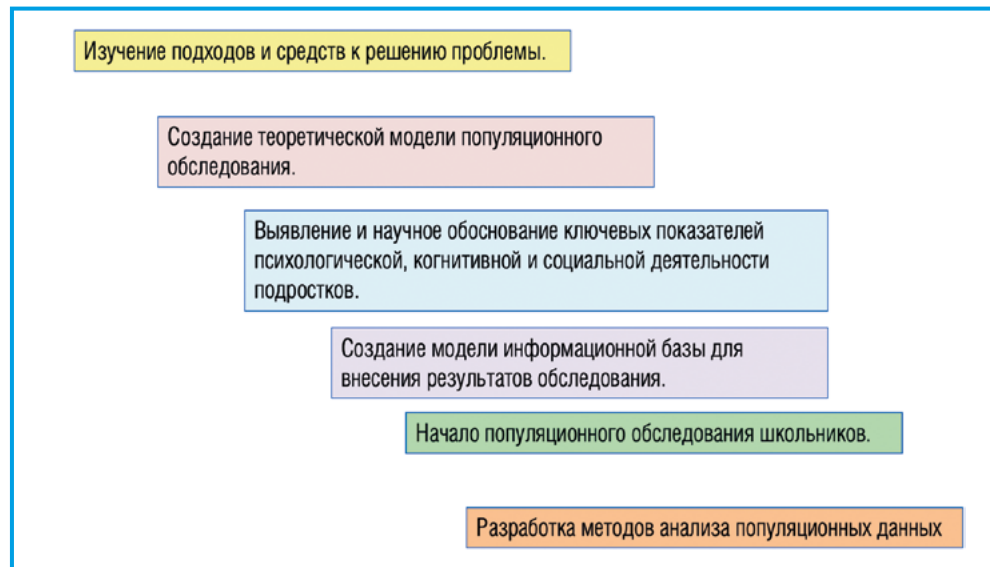 Изучение подходов и средств к решению проблемы.
Создание теоретической модели популяционного
обследования.
Выявление и научное обоснование ключевых показателей
психологической, когнитивной и социальной деятельности
подростков.
Создание модели информационной базы для
внесения результатов обследования.
Начало популяционного обследования школьников.
Разработка методов анализа популяционных данных